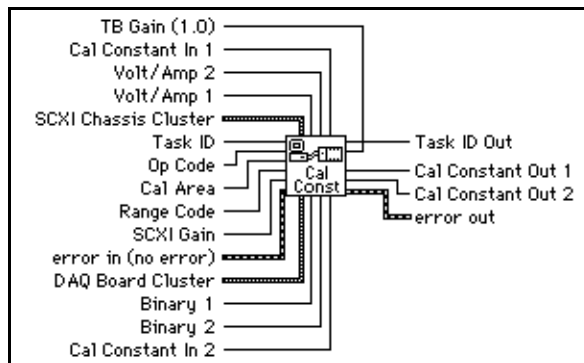 TB Gain (1.0)
Cal Constant In 1
Volt/Amp 2
Volt/Amp 1
SCXI Chassis Cluster
Task ID
Op Code
Cal Area
Range Code
SCXI Gain
error in (no error)
DAQ Board Cluster
Binary 1
Binary 2
Cal Constant In 2
Cal
Const
Task ID Out
Cal Constant Out 1
Cal Constant Out 2
error out